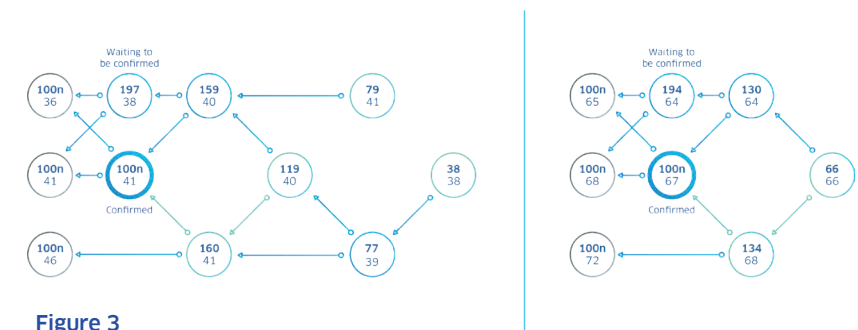 Waiting to
be confirmed
100n
36
197
38
159
40
79
41
100n
41
100n
41
Confirmed
119
40
38
38
100n
46
160
41
77
39
Figure 3
Waiting to
be confirmed
100n
65
194
64
130
64
100n
68
100n
67
Confirmed
66
66
100n
72
134
68